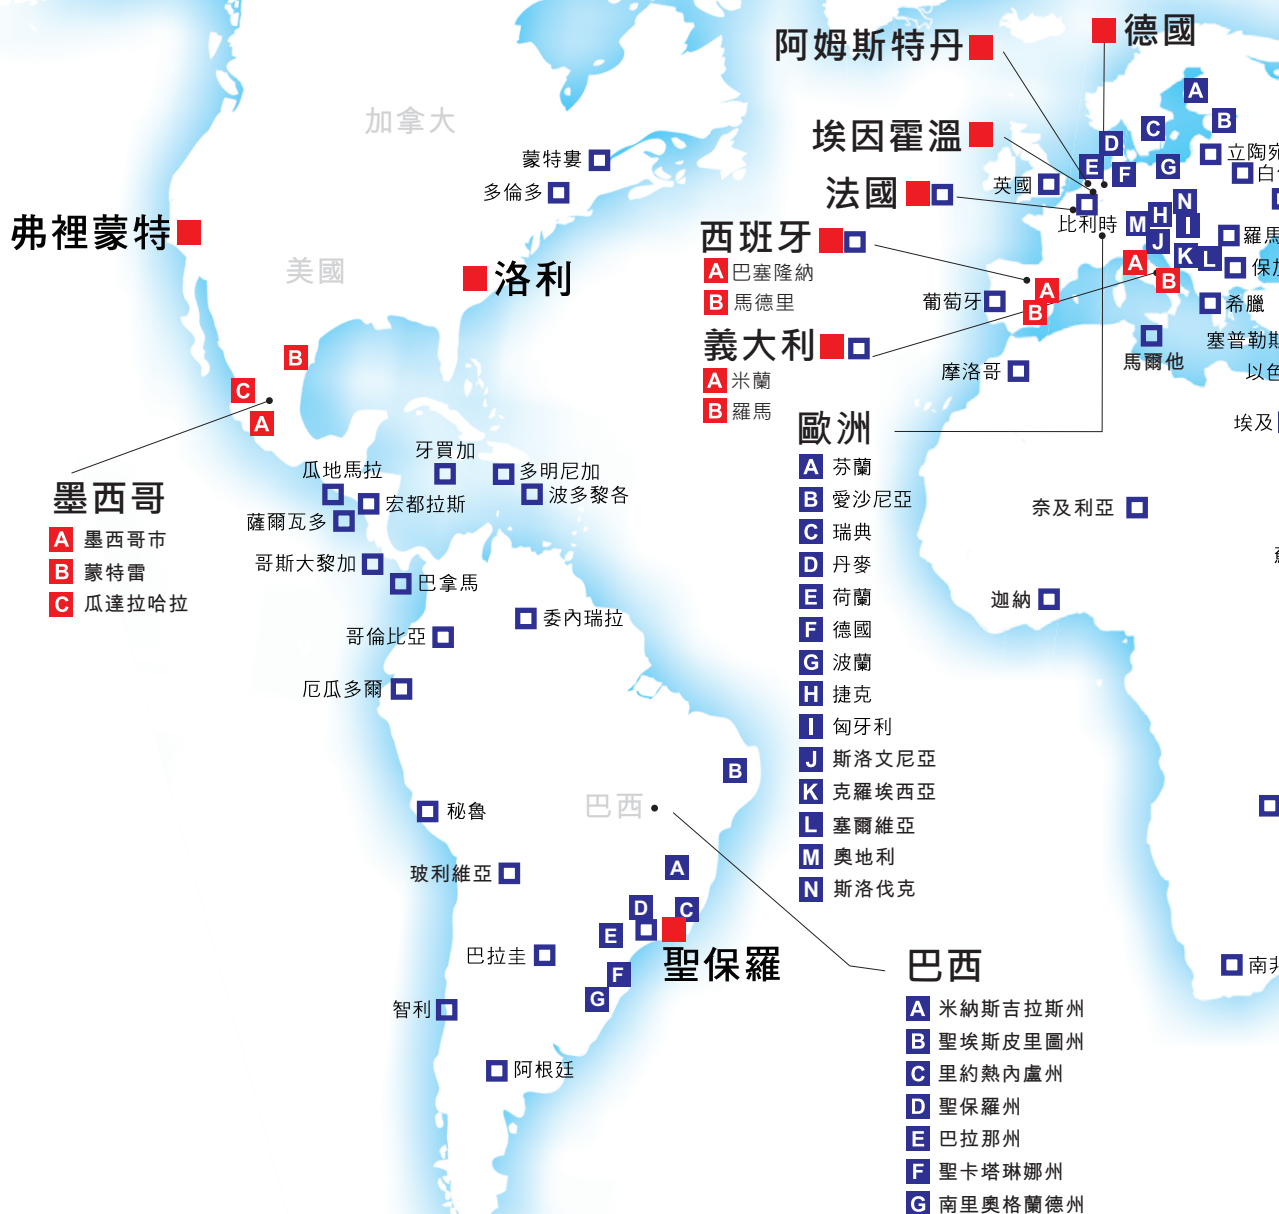 加拿大
蒙特婁
多倫多
弗裡蒙特
美國
洛利
B
C
A
墨西哥
A 墨西哥市
B 蒙特雷
C 瓜達拉哈拉
瓜地馬拉
牙買加
多明尼加
宏都拉斯
波多黎各
薩爾瓦多
哥斯大黎加
巴拿馬
委內瑞拉
哥倫比亞
厄瓜多爾
巴西
B
秘魯
玻利維亞
A
D
C
E
聖保羅
巴拉圭
F
G
智利
阿根廷
阿姆斯特丹
德國
埃因霍溫
法國
西班牙
A 巴塞隆納
B 馬德里
義大利
A 米蘭
B 羅馬
A
B
C
D
立陶宛
E
F
G
英國
N
H
比利時
M
I
羅馬
J
K
L
A
B
葡萄牙
A
B
希臘
馬爾他
塞普勒斯
摩洛哥
以色
埃及
歐洲
A 芬蘭
B 愛沙尼亞
C 瑞典
D 丹麥
E 荷蘭
F 德國
G 波蘭
H 捷克
I 匈牙利
J 斯洛文尼亞
K 克羅埃西亞
L 塞爾維亞
M 奧地利
N 斯洛伐克
奈及利亞
迦納
南非
巴西
A 米納斯吉拉斯州
B 聖埃斯皮里圖州
C 里約熱內盧州
D 聖保羅州
E 巴拉那州
F 聖卡塔琳娜州
G 南里奧格蘭德州